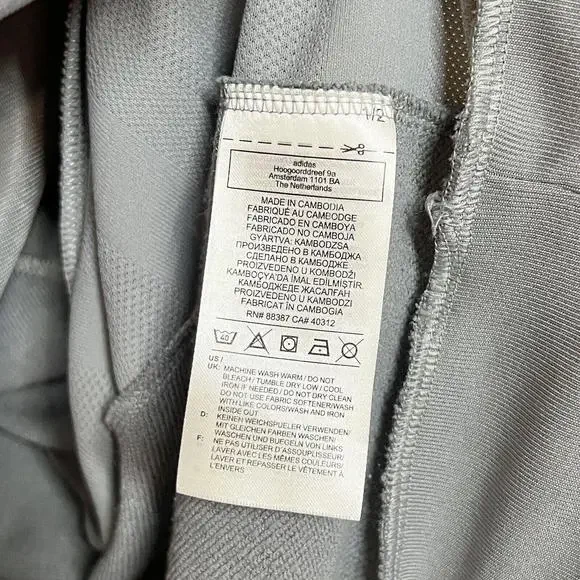 1/2
adidas
Hoogoorddreef 9a
Amsterdam 1101 BA
The Netherlands
MADE IN CAMBODIA
FABRIQUÉ AU CAMBODGE
FABRICADO EN CAMBOYA
FABRICADO NO CAMBOJA
GYÁRTVA: KAMBODZSA
ПРОИЗВЕДЕНО В КАМБОДЖА
СДЕЛАНО В КАМБОДЖЕ
PROIZVEDENO U KOMBODŽI
KAMBOÇYA'DA İMAL EDİLMİŞTİR.
КАМБОДЖЕДЕ ЖАСАЛҒАН
PROIZVEDENO U KAMBODZI
FABRICAT ÎN CAMBOGIA
RN# 88387 CA# 40312
40
US /
UK: MACHINE WASH WARM / DO NOT
BLEACH / TUMBLE DRY LOW / COOL
IRON IF NEEDED / DO NOT DRY CLEAN
DO NOT USE FABRIC SOFTENER/WASH
WITH LIKE COLORS/WASH AND IRON
INSIDE OUT
D: KEINEN WEICHSPUELER VERWENDEN/
MIT GLEICHEN FARBEN WASCHEN/
WASCHEN UND BUEGELN VON LINKS
F: NE PAS UTILISER D'ASSOUPLISSEUR/
LAVER AVEC LES MÊMES COULEURS/
LAVER ET REPASSER LE VÊTEMENT À
L'ENVERS